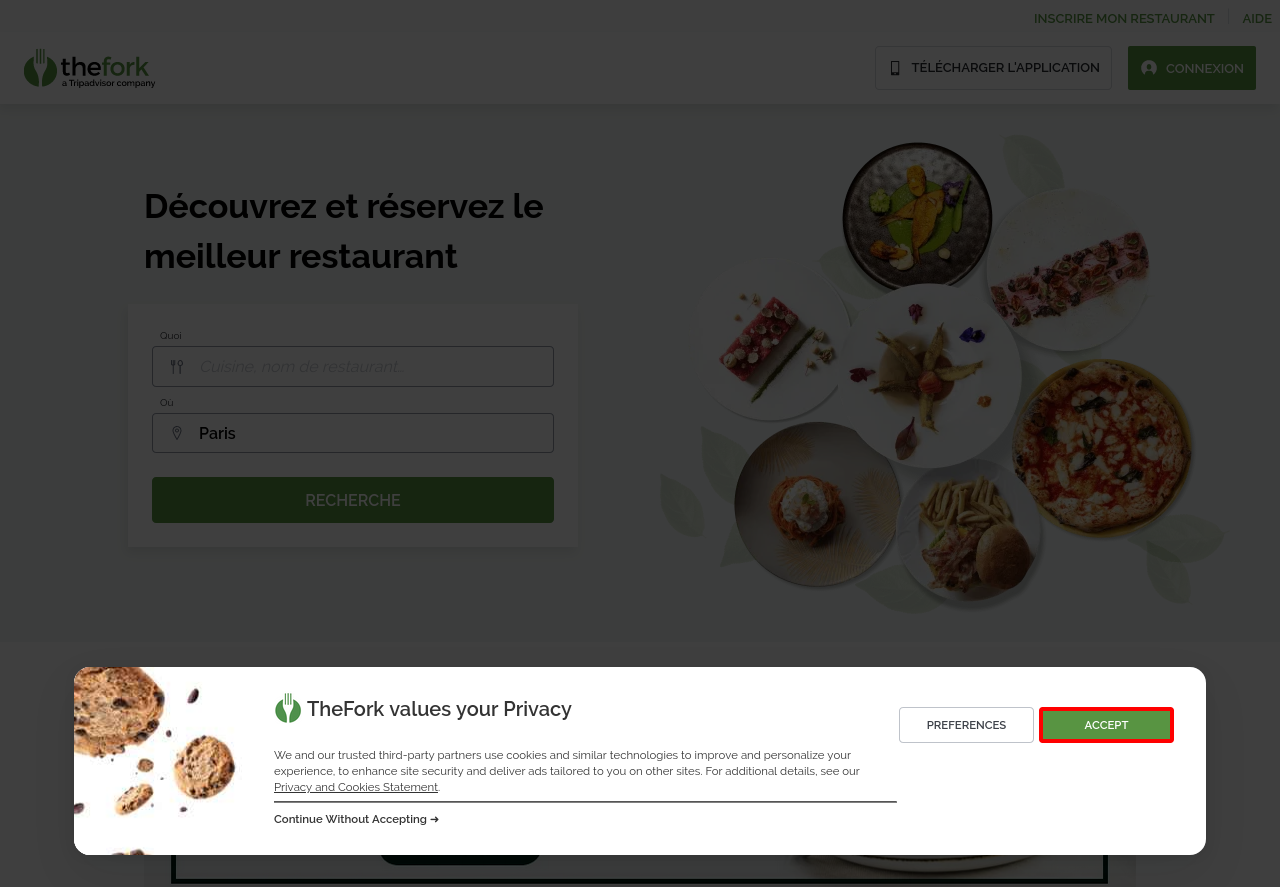 INSCRIRE MON RESTAURANT
AIDE
thefork
a Tripadvisor company
TÉLÉCHARGER L'APPLICATION
CONNEXION
Découvrez et réservez le
meilleur restaurant
Quoi
Cuisine, nom de restaurant...
Où
Paris
RECHERCHE
TheFork values your Privacy
PREFERENCES
ACCEPT
We and our trusted third-party partners use cookies and similar technologies to improve and personalize your
experience, to enhance site security and deliver ads tailored to you on other sites. For additional details, see our
Privacy and Cookies Statement.
Continue Without Accepting ➔